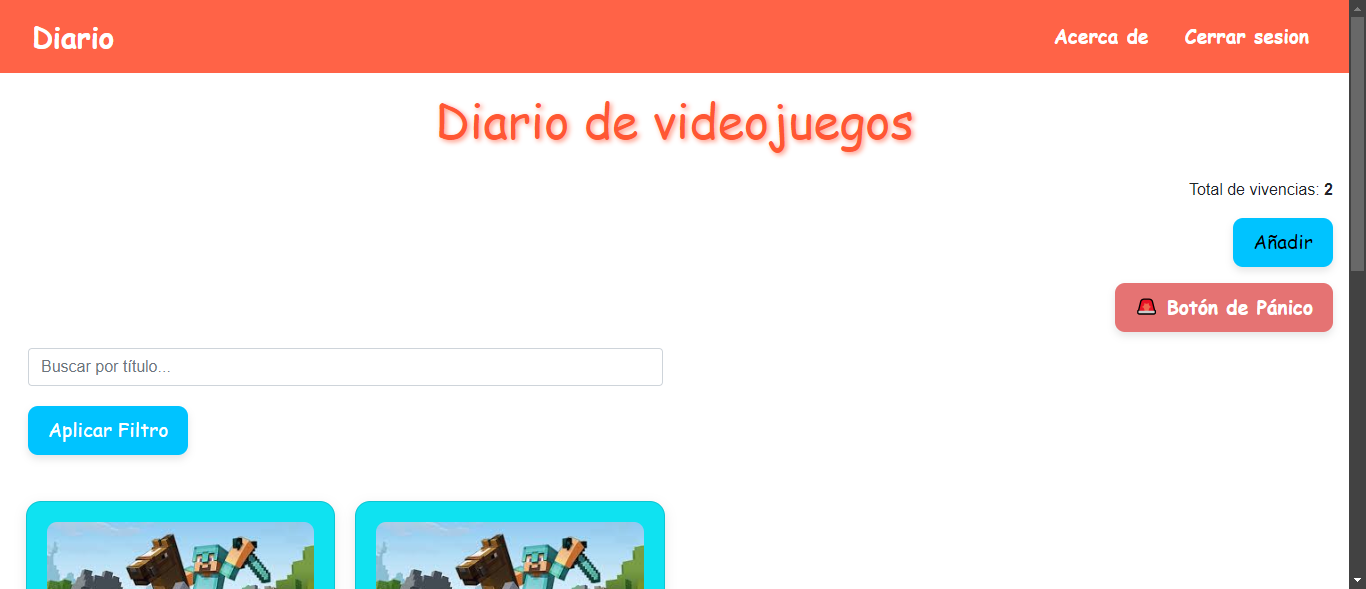 Diario
Acerca de
Cerrar sesion
Diario de videojuegos
Total de vivencias: 2
Añadir
Botón de Pánico
Buscar por título...
Aplicar Filtro